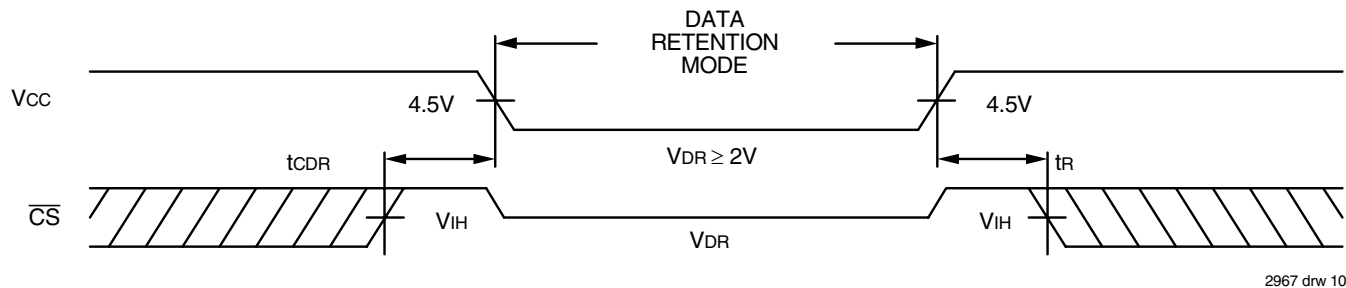 DATA
RETENTION
MODE
VCC
4.5V
4.5V
tCDR
VDR ≥ 2V
tR
CS
VIH
VDR
VIH
2967 drw 10